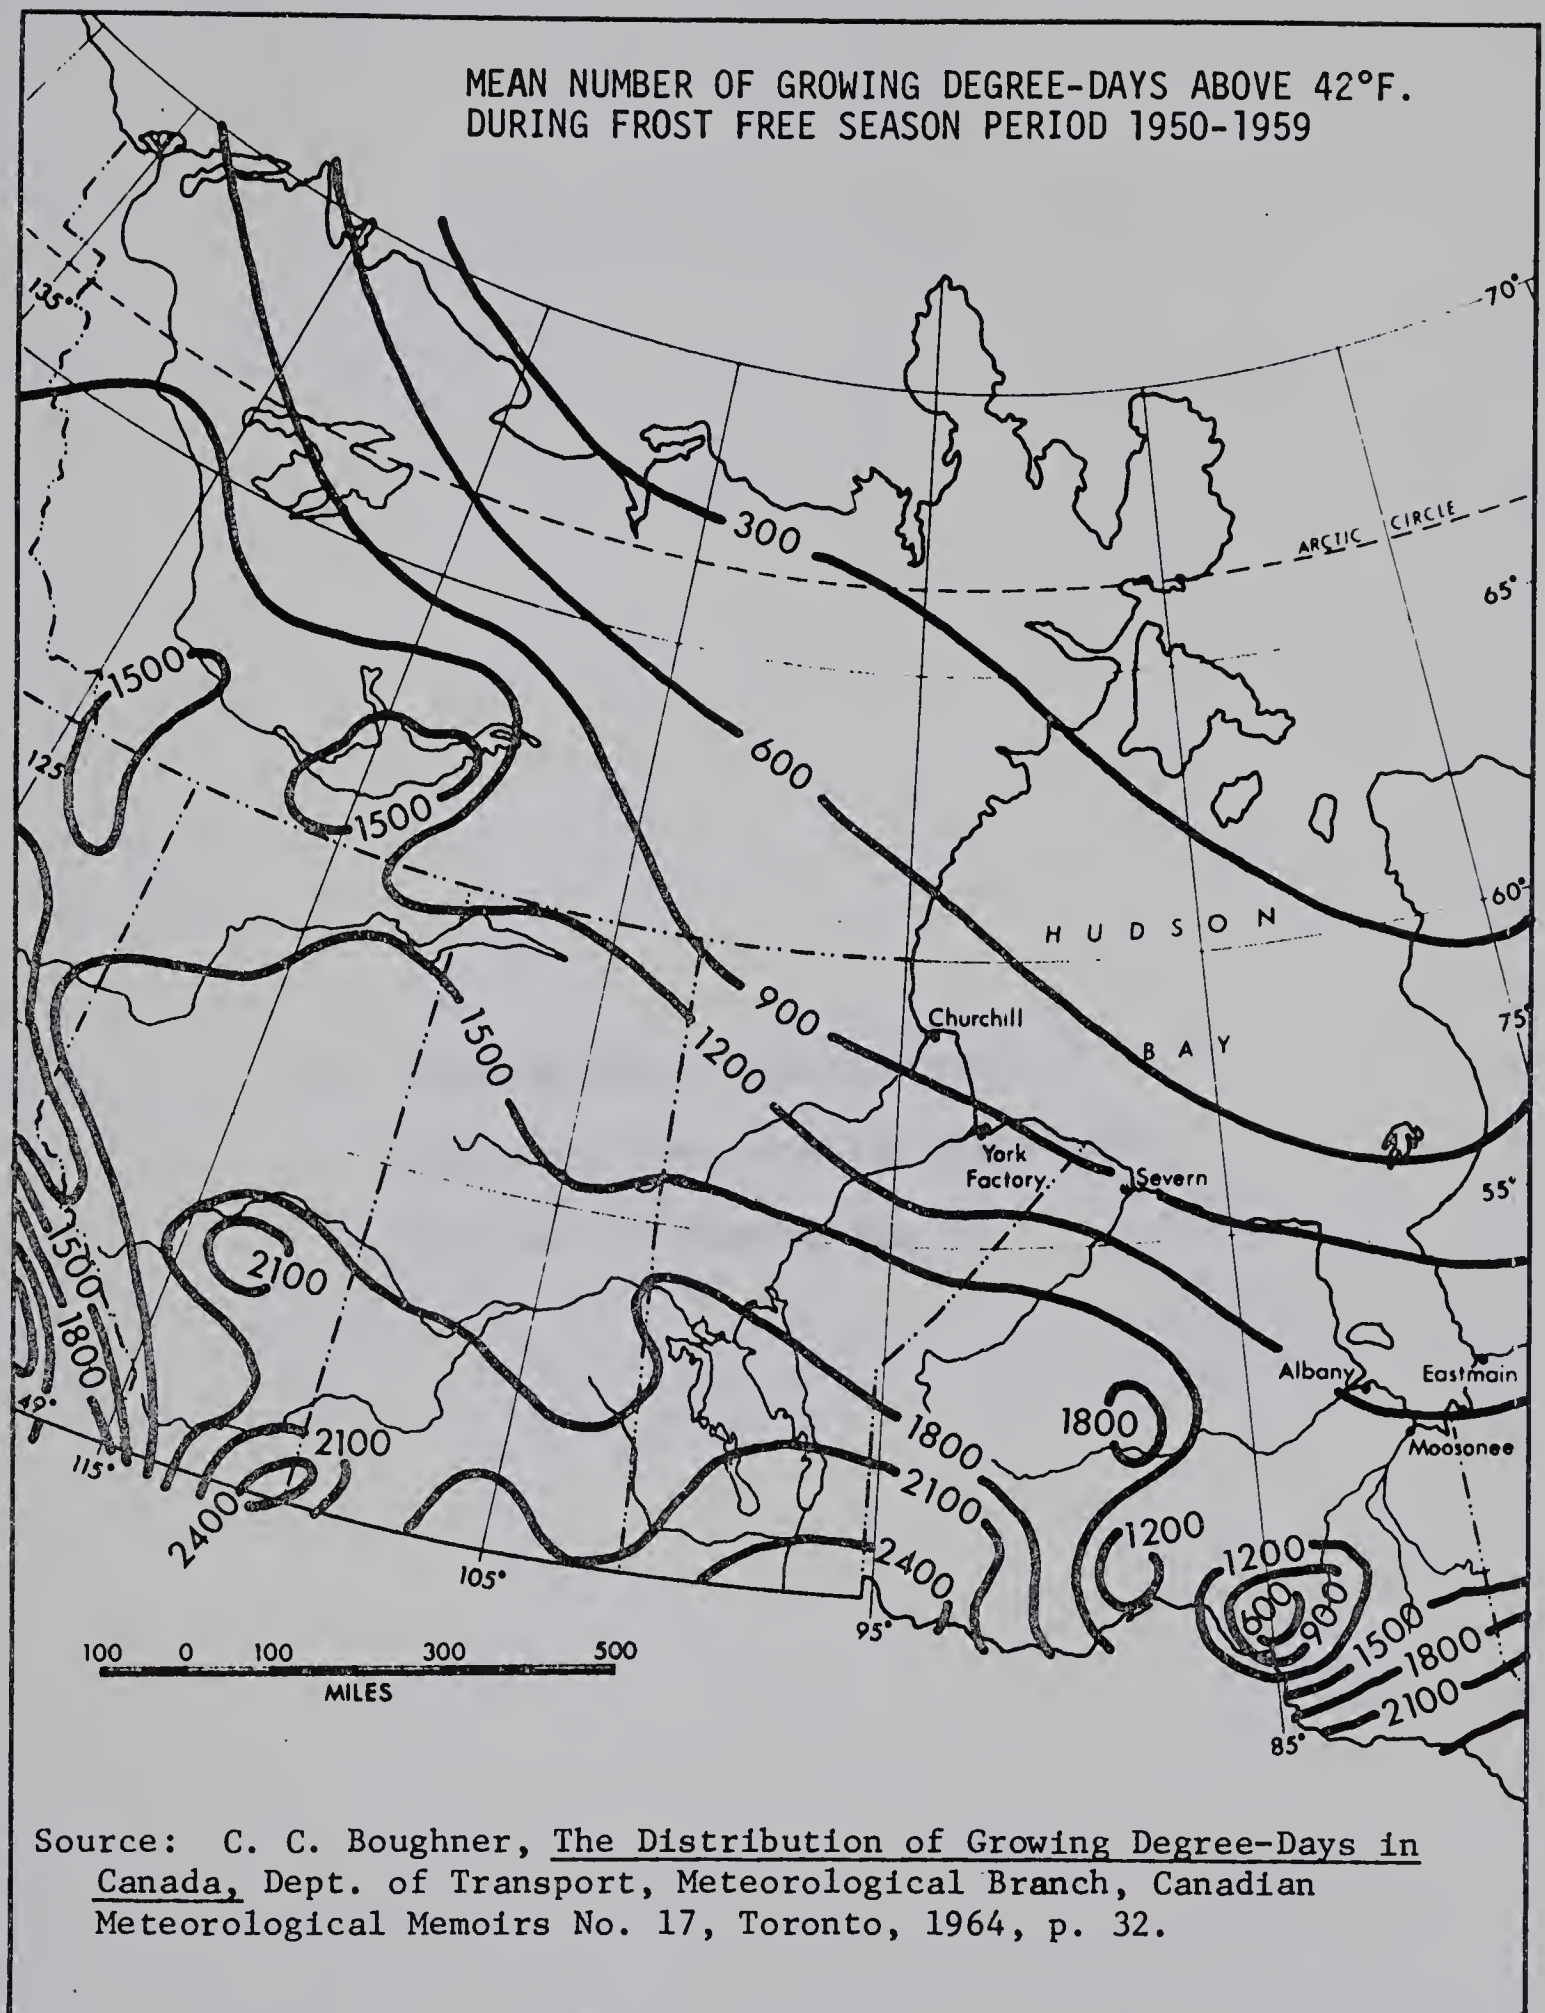 MEAN NUMBER OF GROWING DEGREE-DAYS ABOVE 42°F.
DURING FROST FREE SEASON PERIOD 1950-1959
70°
135°
ARCTIC CIRCLE
300
65°
1500
125
600
1500
60°
HUDSON
900
Churchill
75°
1500
1200
BAY
York
Factory
Severn
55°
1500
2100
1800
Albany
Eastmain
49°
1800
1800
2100
Moosonee
115°
2100
2400
1200
1200
105°
2400
600
900
95°
1500
1800
2100
85°
100 0 100 300 500
MILES
Source: C. C. Boughner, The Distribution of Growing Degree-Days in
Canada, Dept. of Transport, Meteorological Branch, Canadian
Meteorological Memoirs No. 17, Toronto, 1964, p. 32.